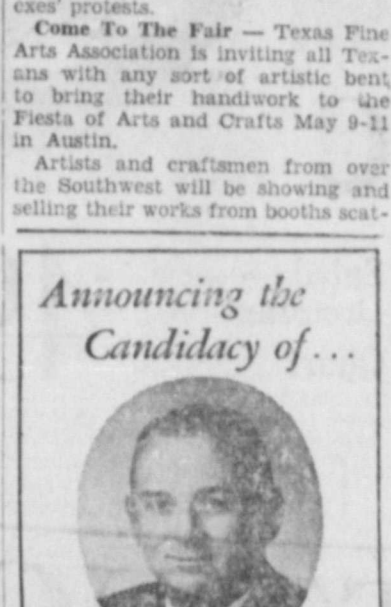 exes' protests.
Come To The Fair — Texas Fine
Arts Association is inviting all Tex-
ans with any sort of artistic bent
to bring their handiwork to the
Fiesta of Arts and Crafts May 9-11
in Austin.
Artists and craftsmen from over
the Southwest will be showing and
selling their works from booths scat-
Announcing the
Candidacy of...